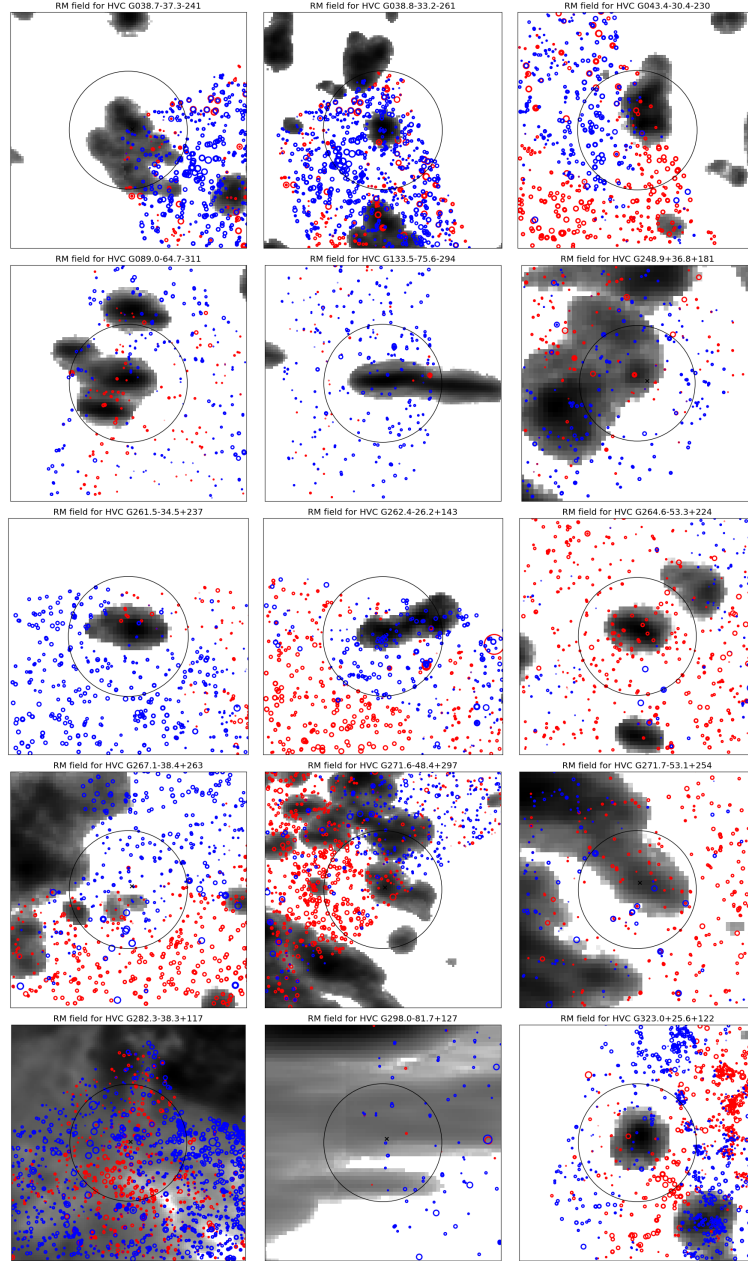 RM field for HVC G038.7-37.3-241
RM field for HVC G038.8-33.2-261
RM field for HVC G043.4-30.4-230
RM field for HVC G089.0-64.7-311
RM field for HVC G133.5-75.6-294
RM field for HVC G248.9+36.8+181
RM field for HVC G261.5-34.5+237
RM field for HVC G262.4-26.2+143
RM field for HVC G264.6-53.3+224
RM field for HVC G267.1-38.4+263
RM field for HVC G271.6-48.4+297
RM field for HVC G271.7-53.1+254
RM field for HVC G282.3-38.3+117
RM field for HVC G298.0-81.7+127
RM field for HVC G323.0+25.6+122